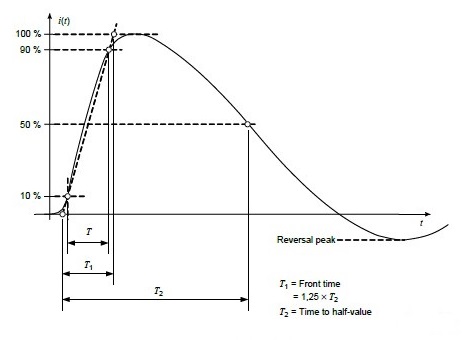 i(t)
100 %
90 %
50 %
10 %
t
T
T1
T2
Reversal peak
T1 = Front time
= 1,25 × T2
T2 = Time to half-value